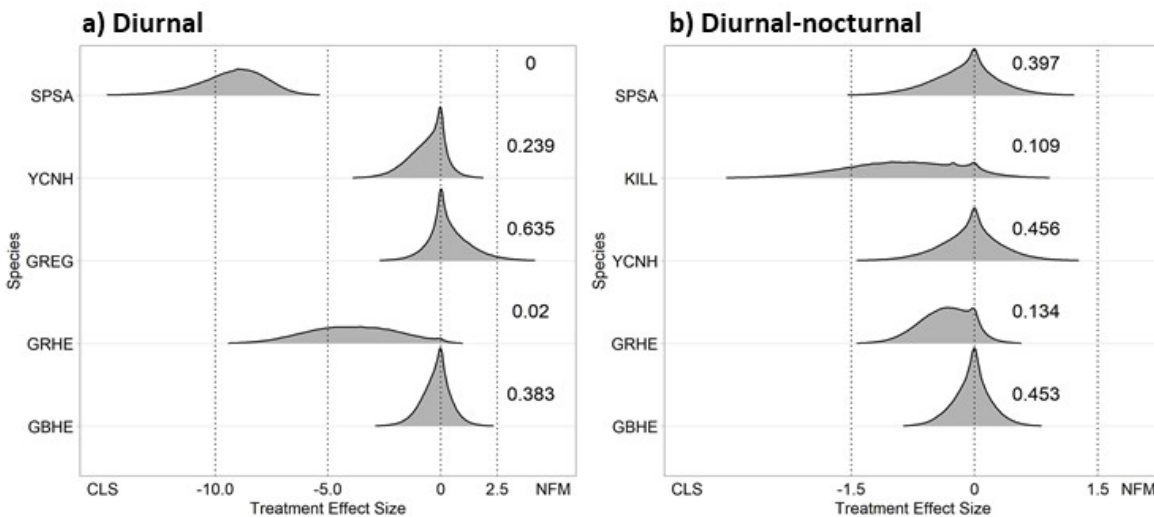 a) Diurnal
SPSA
0
YCNH
0.239
GREG
0.635
GRHE
0.02
GBHE
0.383
Species
CLS -10.0 -5.0 0 2.5 NFM
Treatment Effect Size
b) Diurnal-nocturnal
SPSA
0.397
KILL
0.109
YCNH
0.456
GRHE
0.134
GBHE
0.453
Species
CLS -1.5 0 1.5 NFM
Treatment Effect Size